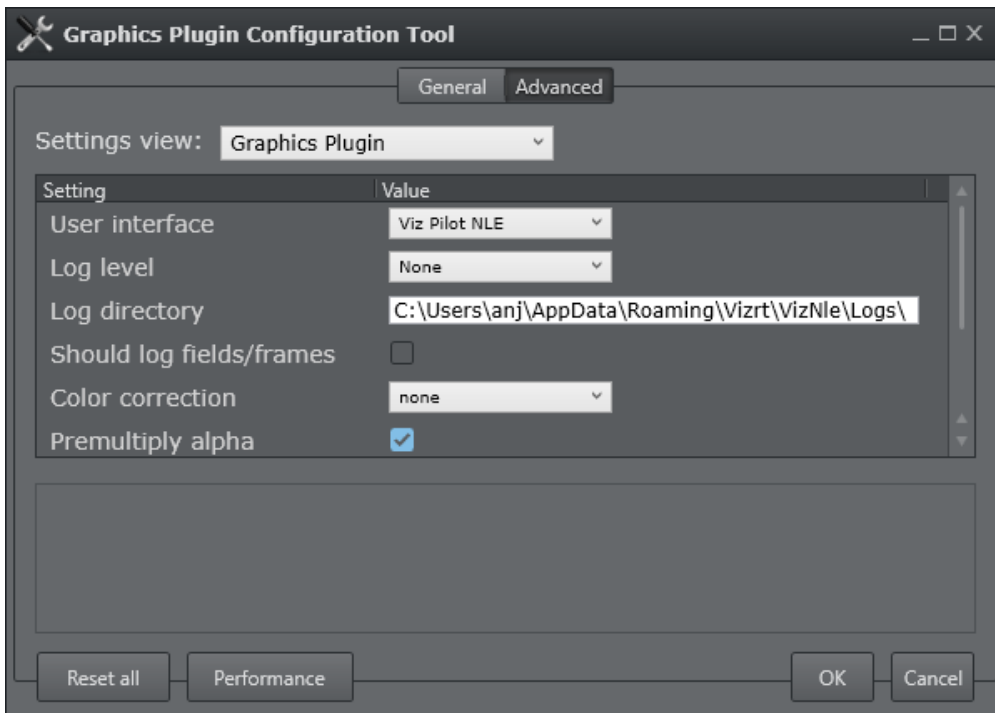 Graphics Plugin Configuration Tool
General Advanced
Settings view: Graphics Plugin
Setting Value
User interface Viz Pilot NLE
Log level None
Log directory C:\Users\anj\AppData\Roaming\Vizrt\VizNle\Logs\
Should log fields/frames
Color correction none
Premultiply alpha
Reset all Performance OK Cancel